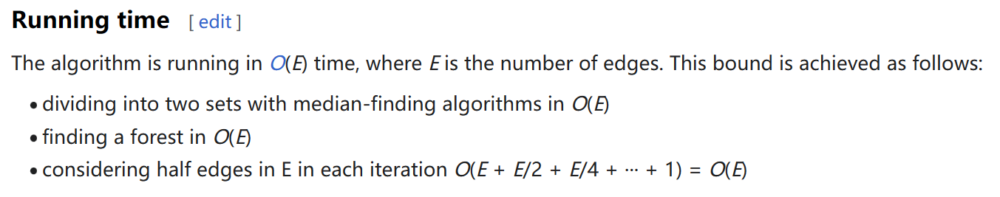 Running time [ edit ]
The algorithm is running in O(E) time, where E is the number of edges. This bound is achieved as follows:
• dividing into two sets with median-finding algorithms in O(E)
• finding a forest in O(E)
• considering half edges in E in each iteration O(E + E/2 + E/4 + ··· + 1) = O(E)